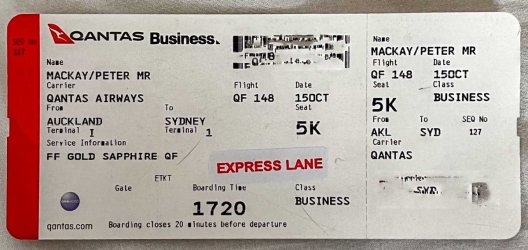 SEQ No
127
QANTAS Business.
Name
MACKAY/PETER MR
Carrier Flight Date
QANTAS AIRWAYS QF 148 15OCT
From To Seat
AUCKLAND SYDNEY 5K
Terminal I Terminal 1
Service Information
FF GOLD SAPPHIRE QF
EXPRESS LANE
ETKT
Gate Boarding Time Class
1720 BUSINESS
qantas.com Boarding closes 20 minutes before departure
Name
MACKAY/PETER MR
Flight Date
QF 148 15OCT
Seat Class
5K BUSINESS
From To SEQ No
AKL SYD 127
Carrier
QANTAS